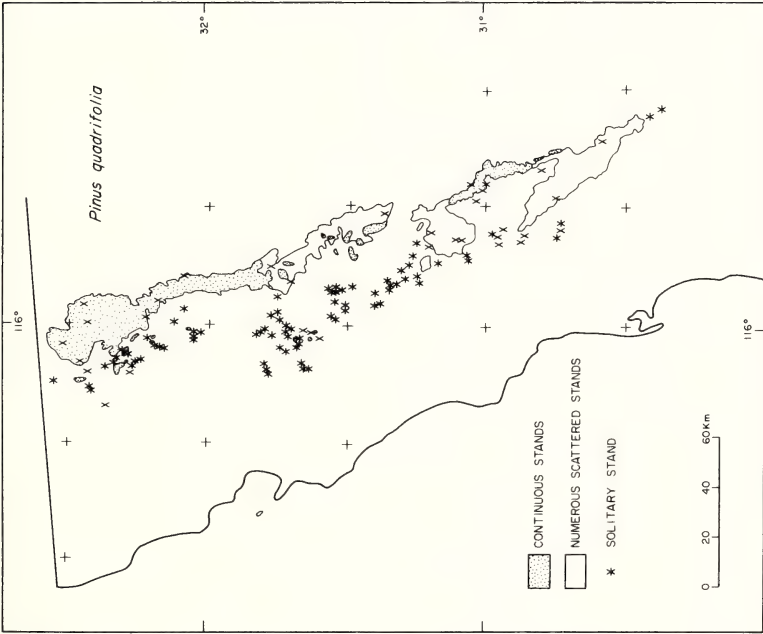 Pinus quadrifolia
32°
31°
116°
116°
CONTINUOUS STANDS
NUMEROUS SCATTERED STANDS
SOLITARY STAND
0 20 40 60 Km